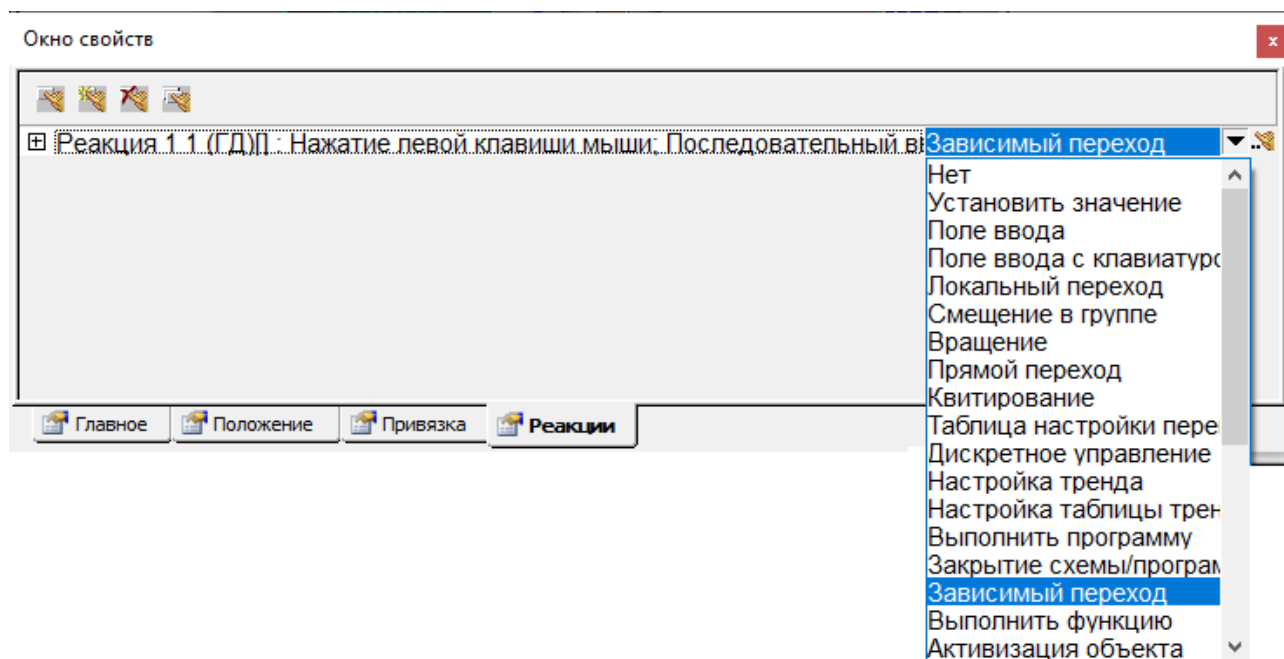 Окно свойств
Реакция 1 1 (ГД)[] : Нажатие левой клавиши мыши; Последовательный в Зависимый переход
Нет
Установить значение
Поле ввода
Поле ввода с клавиатуро
Локальный переход
Смещение в группе
Вращение
Прямой переход
Квитирование
Таблица настройки пере
Дискретное управление
Настройка тренда
Настройка таблицы трен
Выполнить программу
Закрытие схемы/програм
Зависимый переход
Выполнить функцию
Активизация объекта
Главное Положение Привязка Реакции